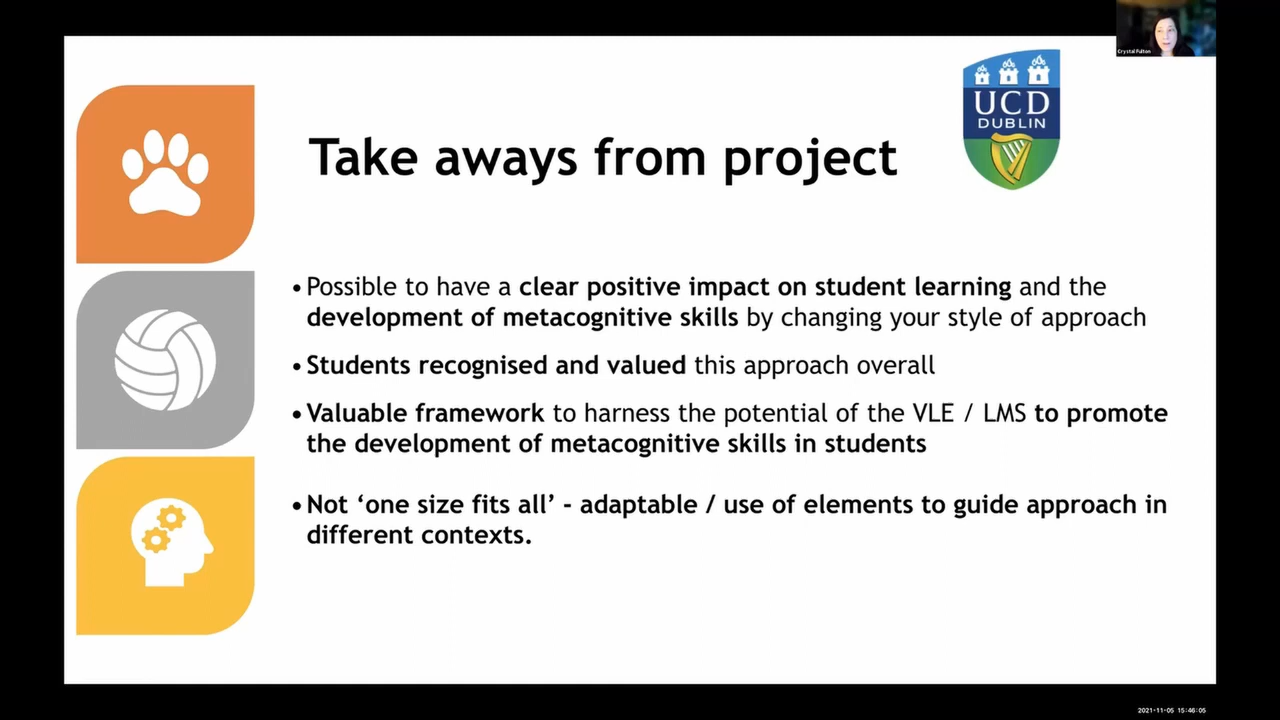 Crystal Fulton
UCD
DUBLIN
Take aways from project
•Possible to have a clear positive impact on student learning and the
development of metacognitive skills by changing your style of approach
•Students recognised and valued this approach overall
•Valuable framework to harness the potential of the VLE / LMS to promote
the development of metacognitive skills in students
•Not ‘one size fits all’ - adaptable / use of elements to guide approach in
different contexts.
2021-11-05 15:46:05